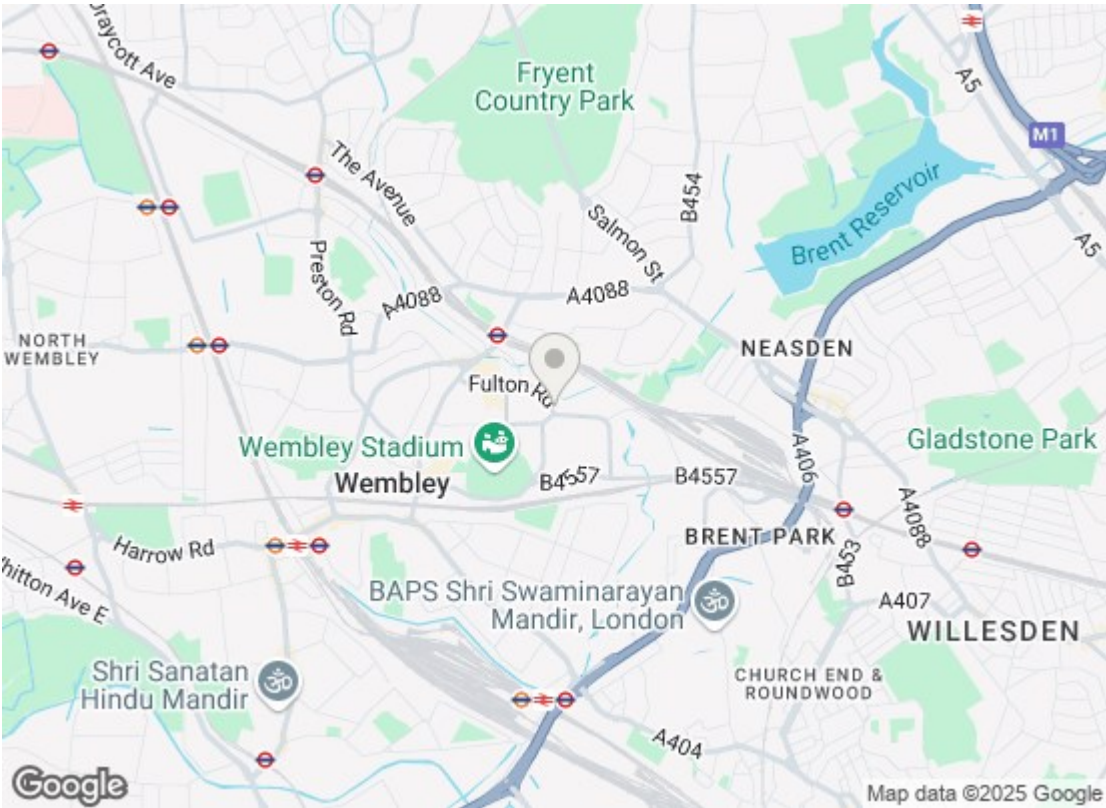 Draycott Ave
Fryent
Country Park
A5
M1
The Avenue
B454
Brent Reservoir
Salmon St
A5
Preston Rd
A4088
A4088
NORTH
WEMBLEY
NEASDEN
Fulton Rd
Wembley Stadium
Gladstone Park
A406
Wembley
B4557
B4557
A4088
BRENT PARK
Harrow Rd
B453
Whitton Ave E
BAPS Shri Swaminarayan
Mandir, London
A407
WILLESDEN
Shri Sanatan
Hindu Mandir
CHURCH END &
ROUNDWOOD
A404
Google
Map data ©2025 Google